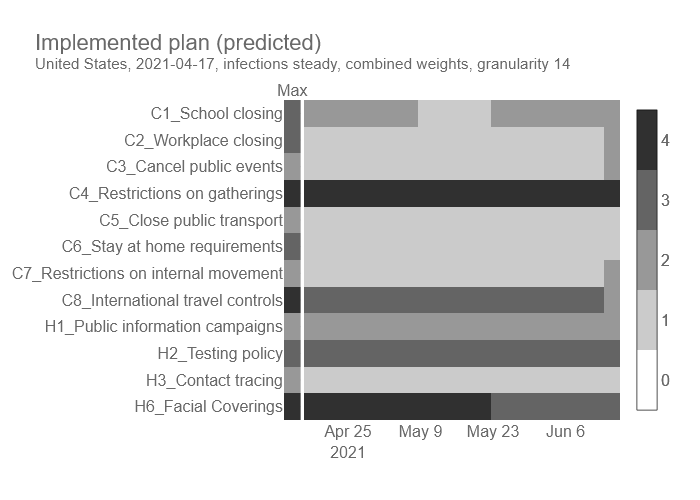 Implemented plan (predicted)
United States, 2021-04-17, infections steady, combined weights, granularity 14
Max
C1_School closing
C2_Workplace closing
C3_Cancel public events
C4_Restrictions on gatherings
C5_Close public transport
C6_Stay at home requirements
C7_Restrictions on internal movement
C8_International travel controls
H1_Public information campaigns
H2_Testing policy
H3_Contact tracing
H6_Facial Coverings
4
3
2
1
0
Apr 25 May 9 May 23 Jun 6
2021